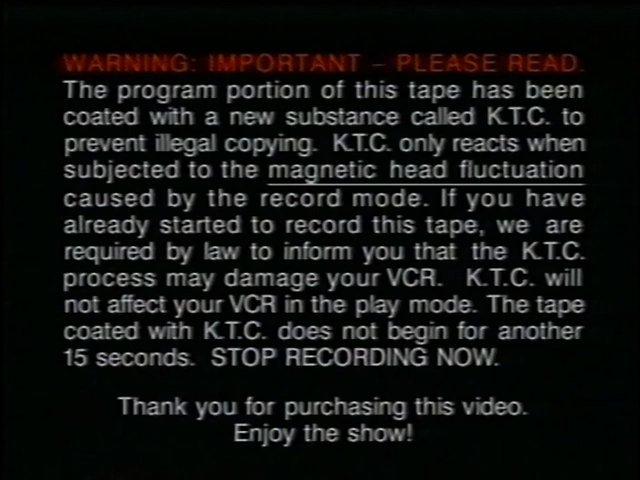 WARNING: IMPORTANT – PLEASE READ.
The program portion of this tape has been
coated with a new substance called K.T.C. to
prevent illegal copying. K.T.C. only reacts when
subjected to the magnetic head fluctuation
caused by the record mode. If you have
already started to record this tape, we are
required by law to inform you that the K.T.C.
process may damage your VCR. K.T.C. will
not affect your VCR in the play mode. The tape
coated with K.T.C. does not begin for another
15 seconds. STOP RECORDING NOW.
Thank you for purchasing this video.
Enjoy the show!